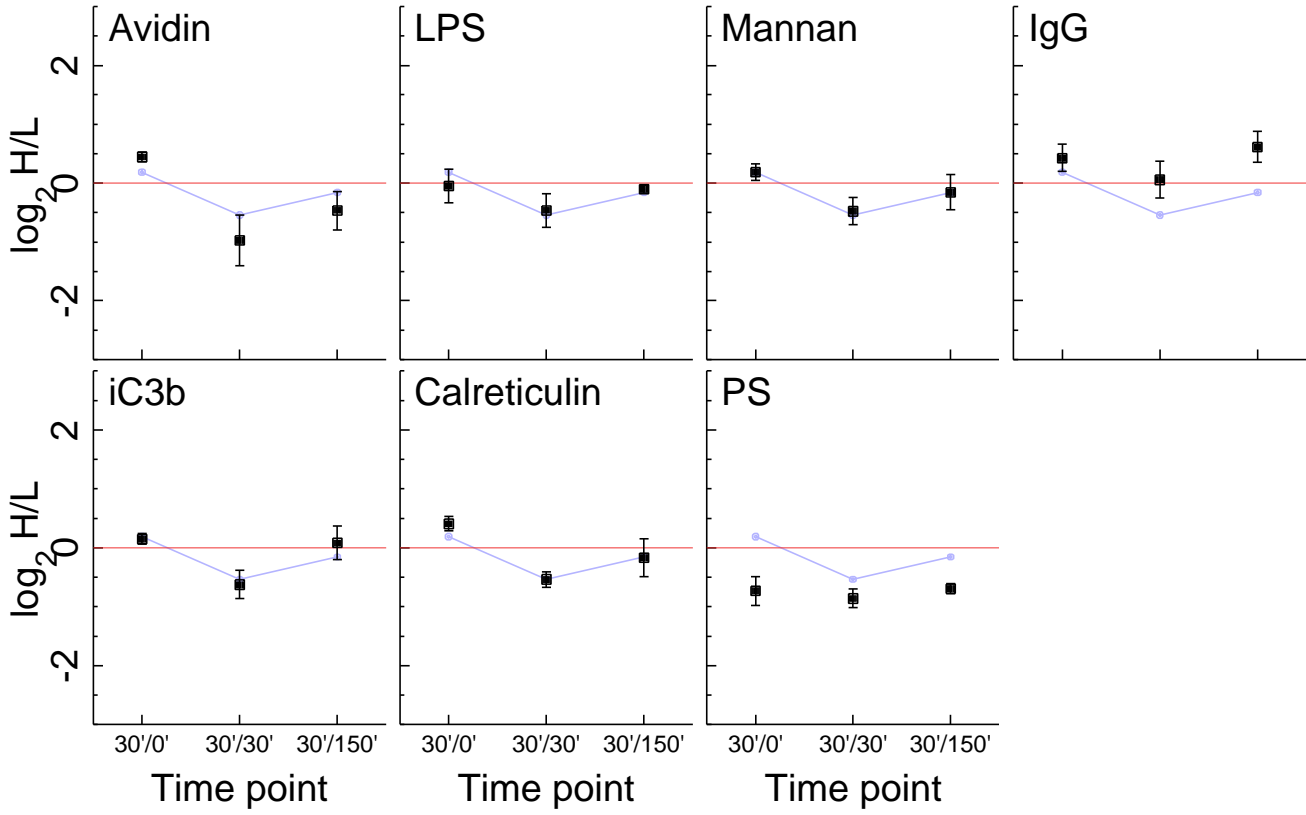 Avidin
LPS
Mannan
IgG
2
0
-2
log2 H/L
iC3b
Calreticulin
PS
2
0
-2
log2 H/L
30'/0' 30'/30' 30'/150'
30'/0' 30'/30' 30'/150'
30'/0' 30'/30' 30'/150'
Time point
Time point
Time point